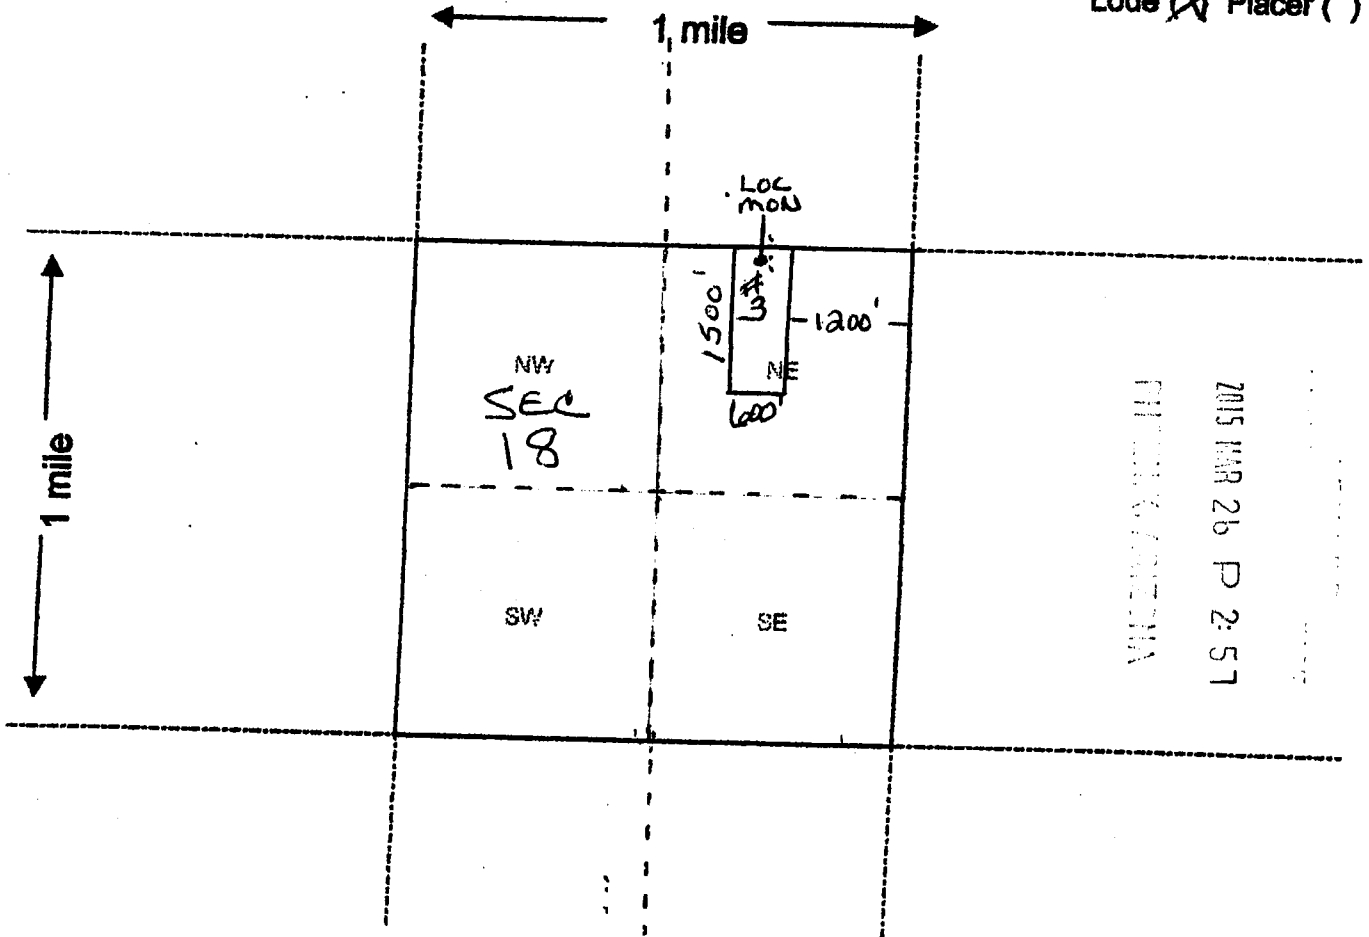 Lode (X) Placer ( )
1 mile
LOC
MON
#
3
1500'
1200'
NW
NE
SEC
18
600'
1 mile
SW
SE
2015 MAR 26 P 2:57